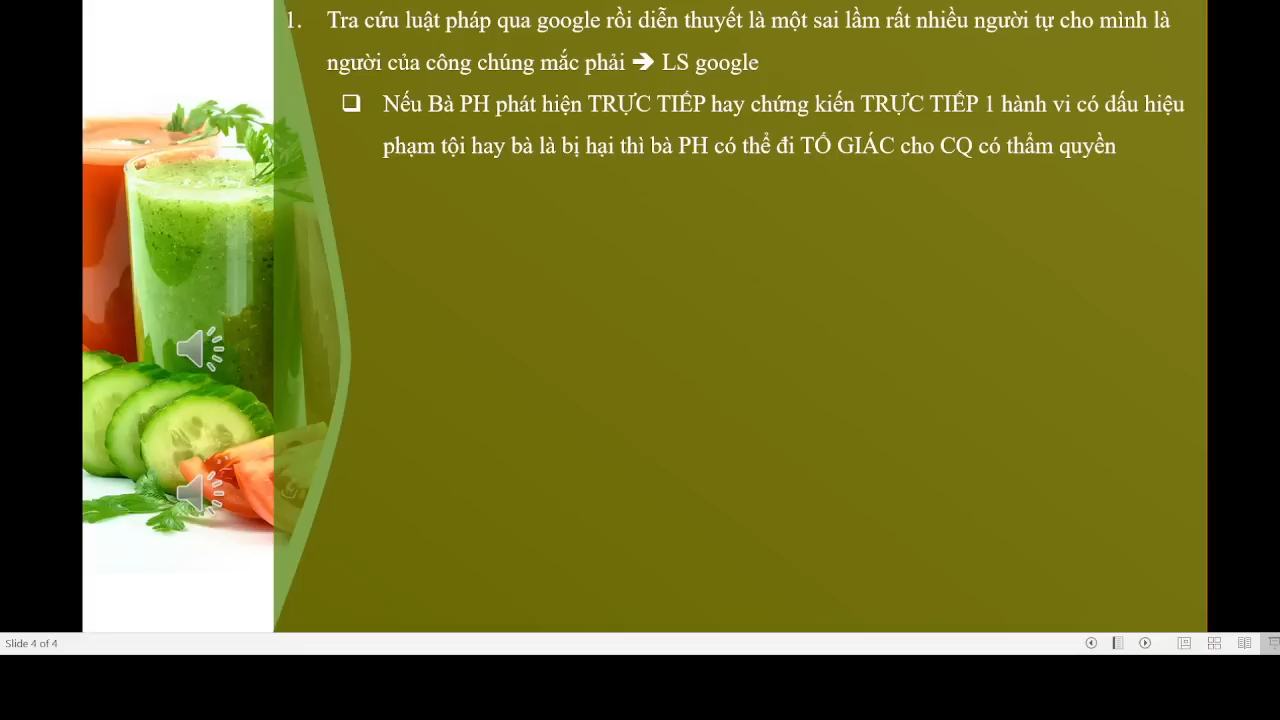 1. Tra cứu luật pháp qua google rồi diễn thuyết là một sai lầm rất nhiều người tự cho mình là
người của công chúng mắc phải ➔ LS google
❑ Nếu Bà PH phát hiện TRỰC TIẾP hay chứng kiến TRỰC TIẾP 1 hành vi có dấu hiệu
phạm tội hay bà là bị hại thì bà PH có thể đi TỐ GIÁC cho CQ có thẩm quyền
Slide 4 of 4